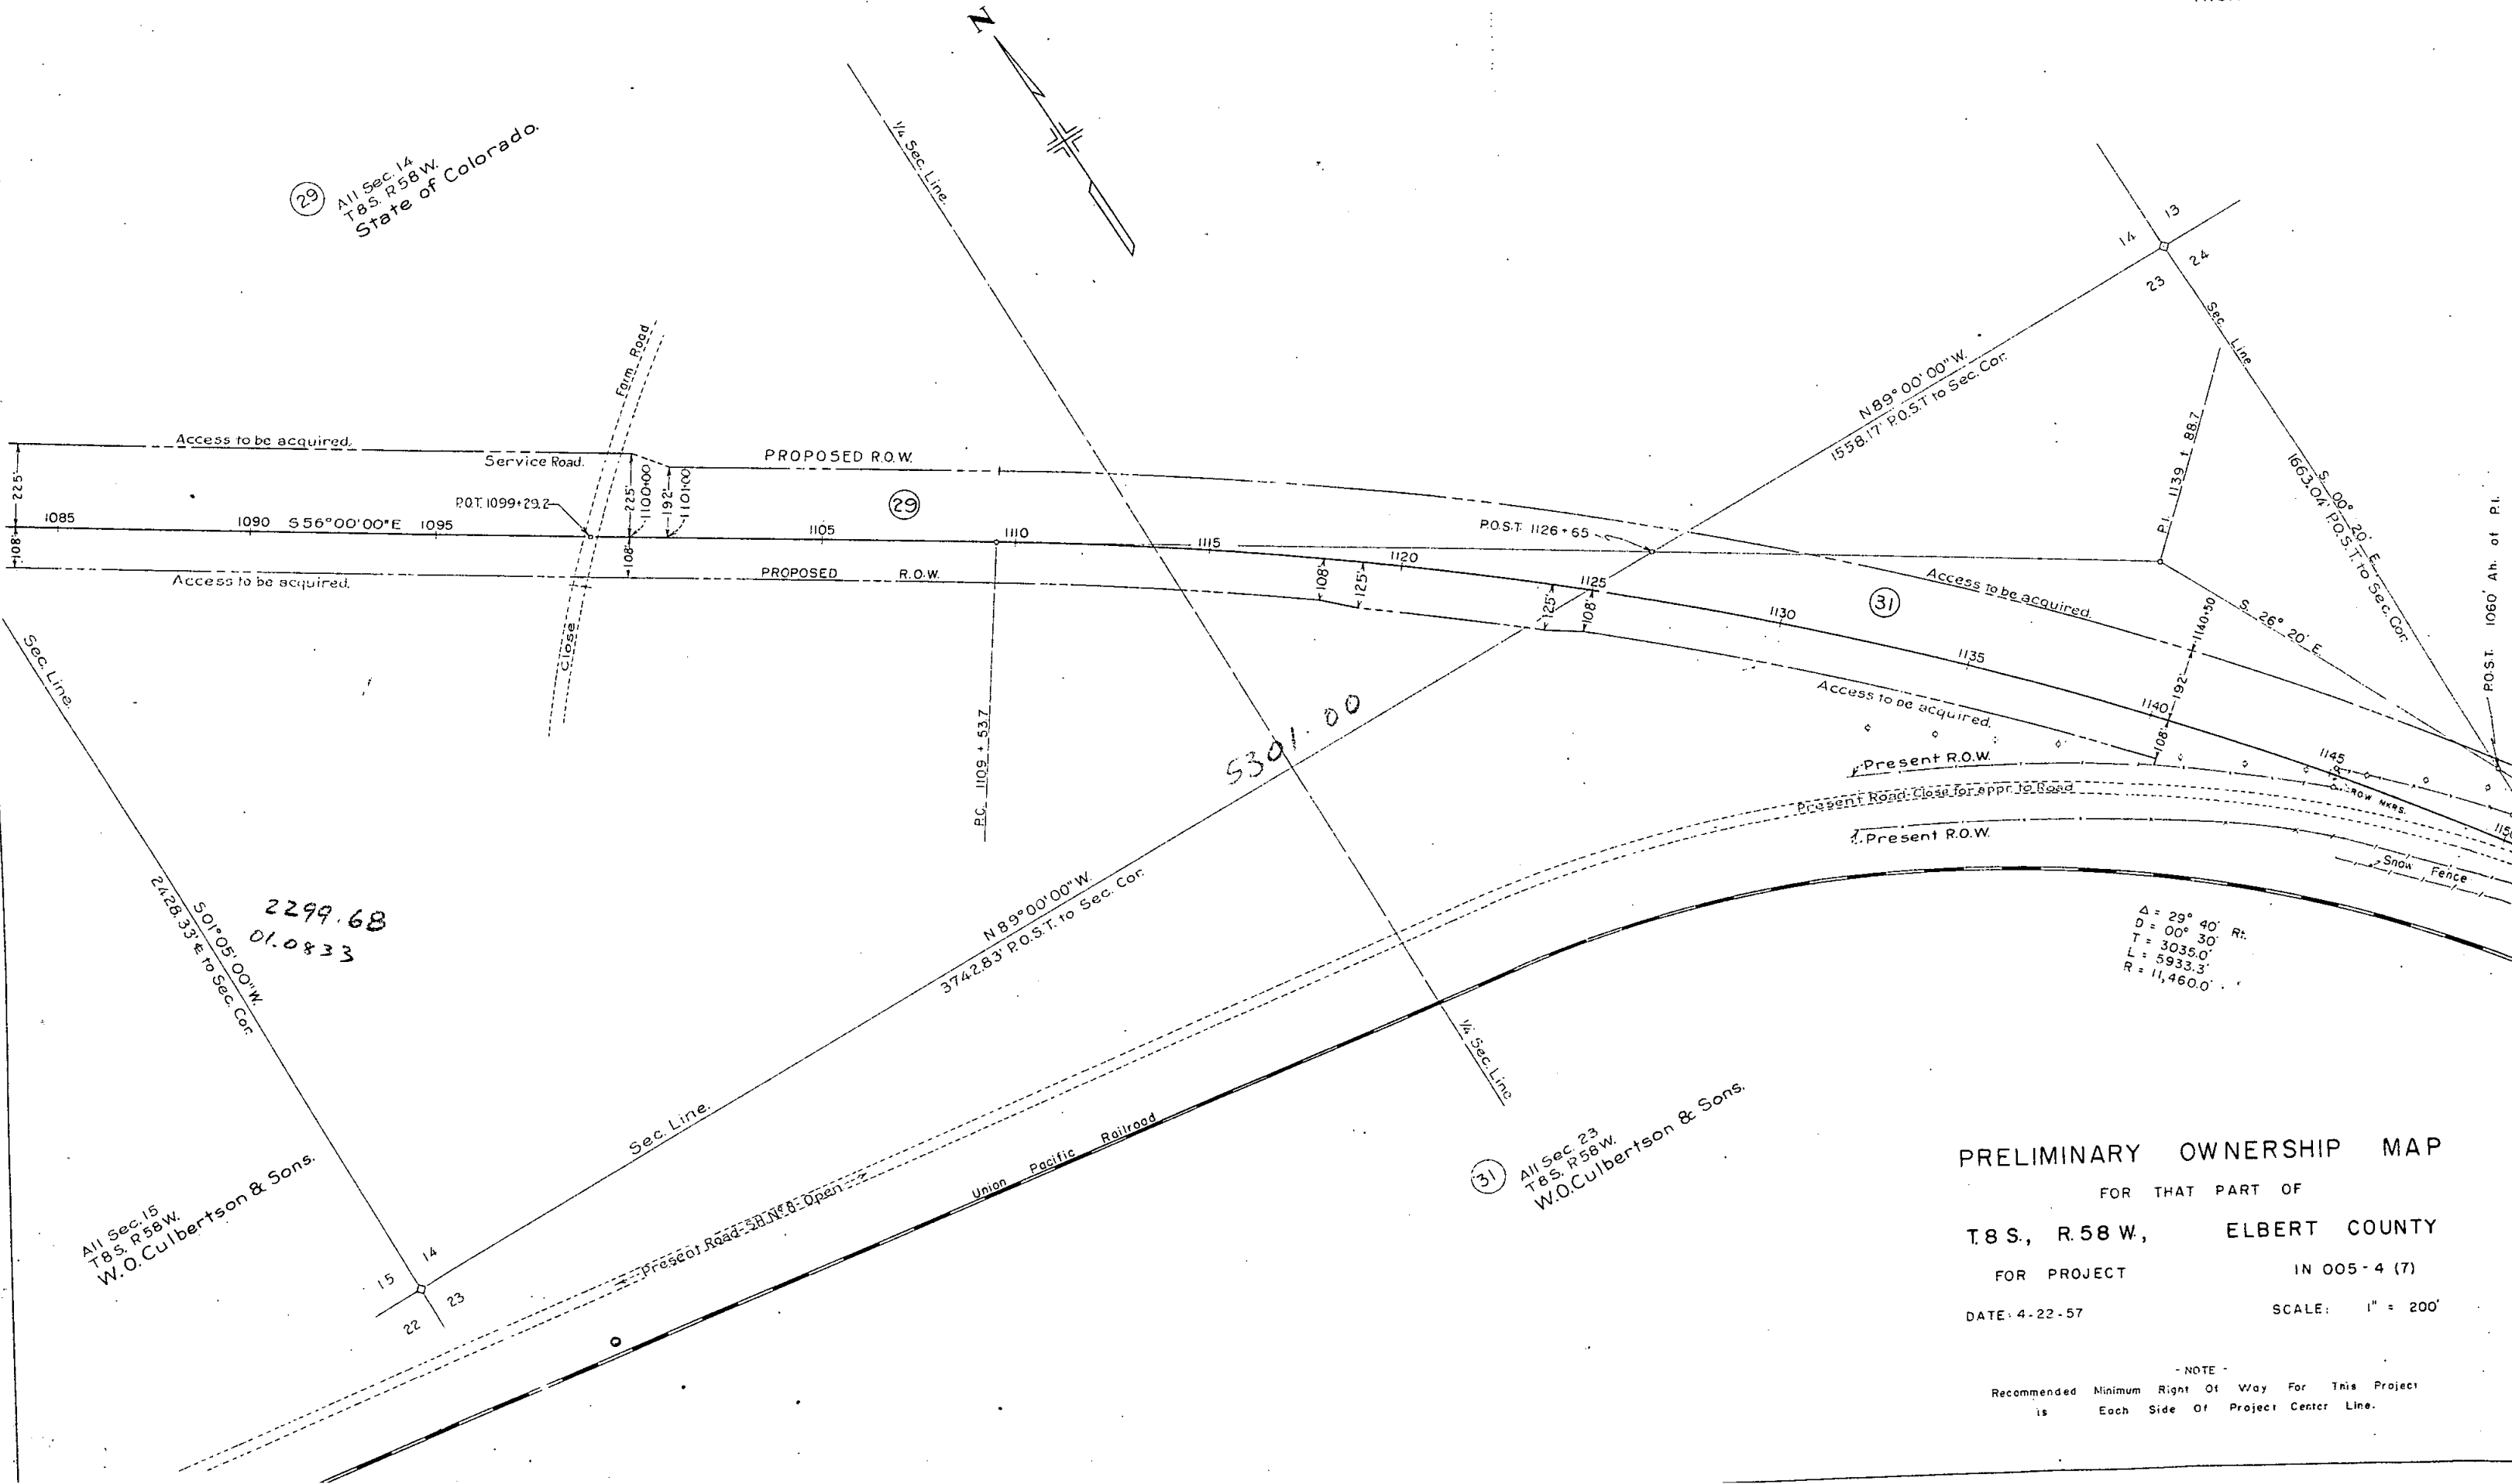 N
29
All Sec. 14
T8S. R58W.
State of Colorado.
1/4 Sec. Line.
13
14
24
23
Sec. Line
N89°00'00"W.
1558.17' P.O.S.T to Sec. Cor.
S. 00° 20' E.
1663.04' P.O.S.T. to Sec. Cor.
P.I. 1139 + 88.7
P.O.S.T. 1060' Ah. of P.I.
Farm Road
Close
Access to be acquired.
Service Road.
PROPOSED R.O.W.
225'
108'
P.O.T. 1099+29.2
225'
1100+00
192'
1101+00
108'
29
1085
1090
S 56°00'00"E
1095
1105
1110
1115
1120
1125
1130
1135
1140
1145
P.O.S.T. 1126+65
Access to be acquired.
PROPOSED R.O.W.
108'
125'
125'
108'
31
Access to be acquired.
S. 26° 20' E.
1140+50
192'
108'
Access to be acquired.
P.C. 1109 + 53.7
5301.00
Present R.O.W.
Present Road-Close for appr. to Road
ROW MKRS.
Present R.O.W.
Snow Fence
Sec. Line.
S01°05'00"W.
2428.33' ℄ to Sec. Cor.
2299.68
01.0833
N89°00'00"W.
3742.83' P.O.S.T. to Sec. Cor.
Sec. Line.
Δ = 29° 40' Rt.
D = 00° 30'
T = 3035.0'
L = 5933.3'
R = 11,460.0'
1/4 Sec. Line
Present Road-S.H.Nº8-Open
Union Pacific Railroad
All Sec. 15
T8S. R58W.
W.O. Culbertson & Sons.
14
15
23
22
31
All Sec. 23
T8S. R58W.
W.O. Culbertson & Sons.
PRELIMINARY OWNERSHIP MAP
FOR THAT PART OF
T. 8 S., R. 58 W., ELBERT COUNTY
FOR PROJECT IN 005-4 (7)
DATE: 4-22-57 SCALE: 1" = 200'
- NOTE -
Recommended Minimum Right Of Way For This Project
is Each Side Of Project Center Line.